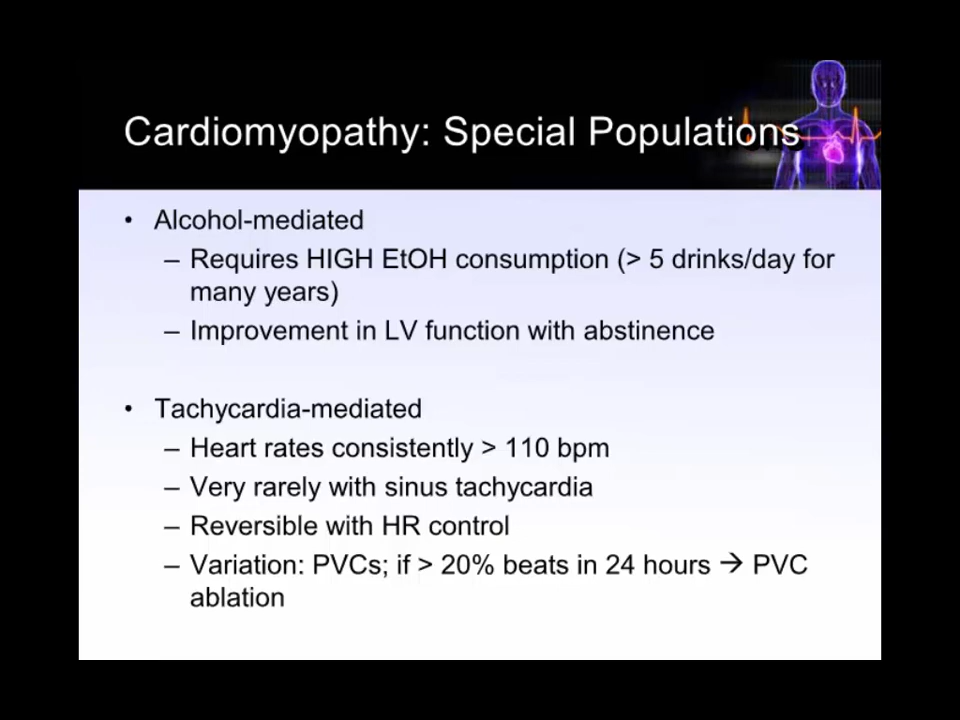 Cardiomyopathy: Special Populations
• Alcohol-mediated
– Requires HIGH EtOH consumption (> 5 drinks/day for
many years)
– Improvement in LV function with abstinence
• Tachycardia-mediated
– Heart rates consistently > 110 bpm
– Very rarely with sinus tachycardia
– Reversible with HR control
– Variation: PVCs; if > 20% beats in 24 hours → PVC
ablation